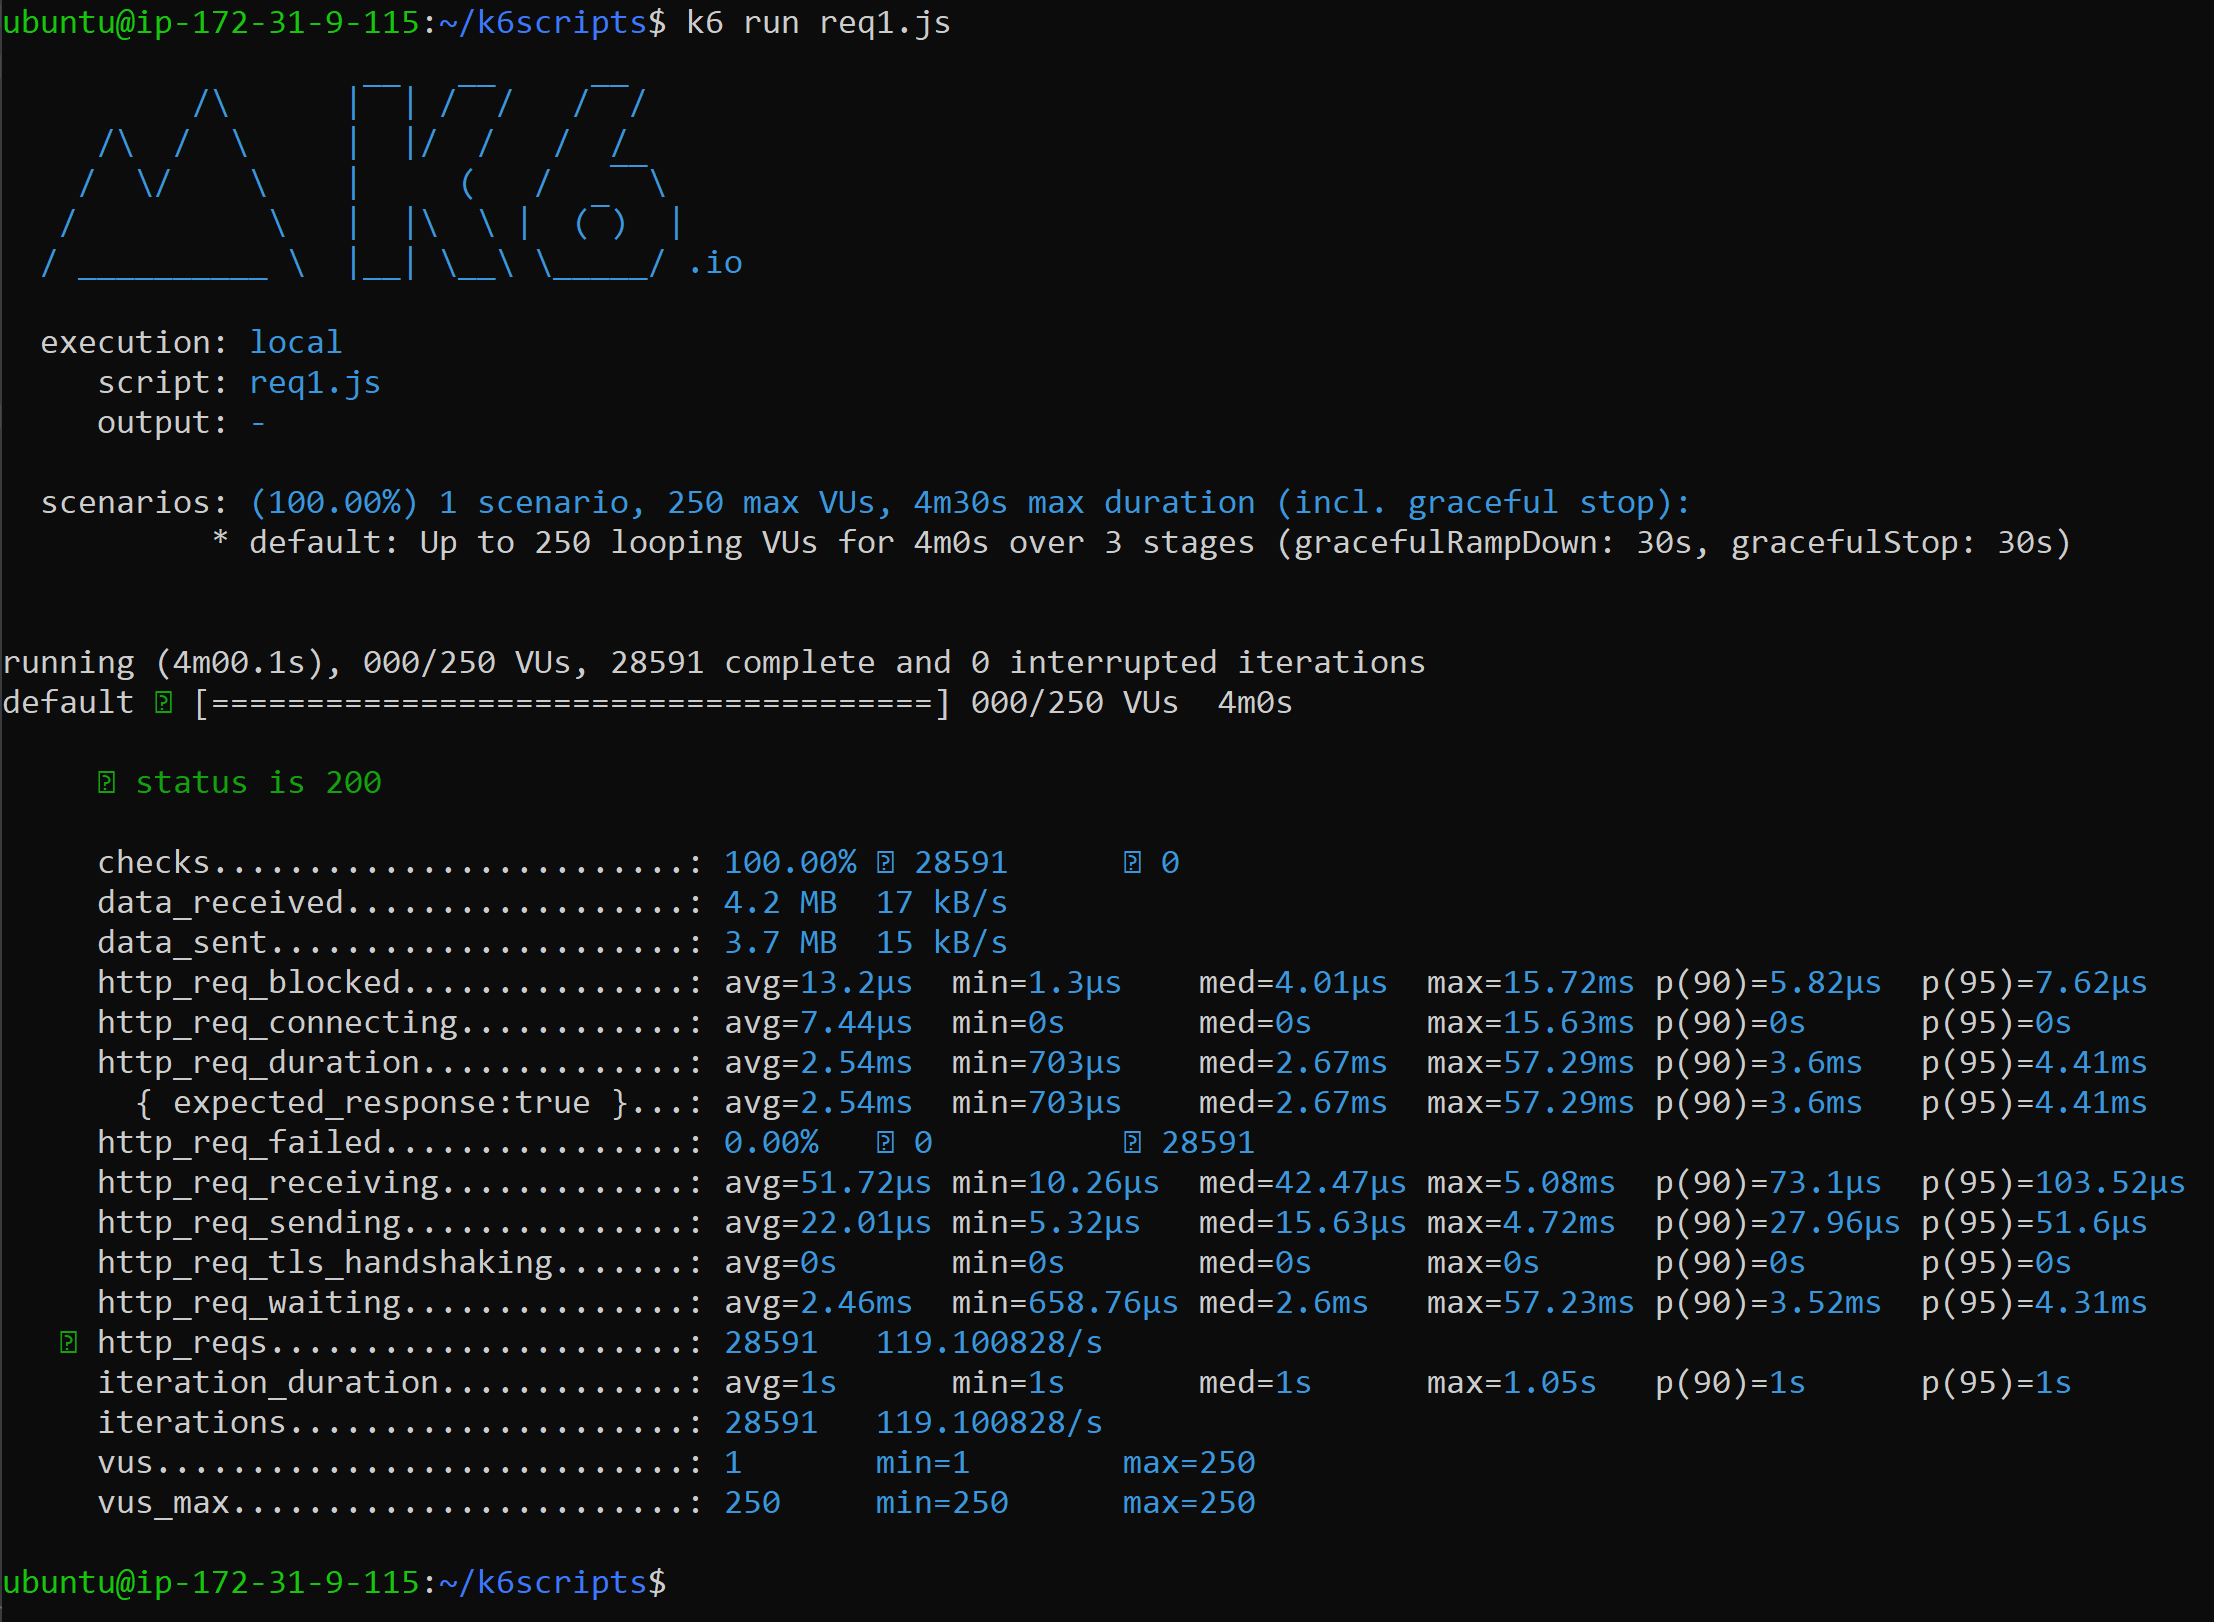 ubuntu@ip-172-31-9-115:~/k6scripts$ k6 run req1.js
          /\      |‾‾| /‾‾/   /‾‾/
     /\  /  \     |  |/  /   /  /
    /  \/    \    |     (   /   ‾‾\
   /          \   |  |\  \ |  (‾)  |
  / __________ \  |__| \__\ \_____/ .io
  execution: local
     script: req1.js
     output: -
  scenarios: (100.00%) 1 scenario, 250 max VUs, 4m30s max duration (incl. graceful stop):
           * default: Up to 250 looping VUs for 4m0s over 3 stages (gracefulRampDown: 30s, gracefulStop: 30s)
running (4m00.1s), 000/250 VUs, 28591 complete and 0 interrupted iterations
default ⍰ [======================================] 000/250 VUs  4m0s
     ⍰ status is 200
     checks.........................: 100.00% ⍰ 28591      ⍰ 0
     data_received..................: 4.2 MB  17 kB/s
     data_sent......................: 3.7 MB  15 kB/s
     http_req_blocked...............: avg=13.2µs  min=1.3µs    med=4.01µs  max=15.72ms p(90)=5.82µs  p(95)=7.62µs
     http_req_connecting............: avg=7.44µs  min=0s       med=0s      max=15.63ms p(90)=0s      p(95)=0s
     http_req_duration..............: avg=2.54ms  min=703µs    med=2.67ms  max=57.29ms p(90)=3.6ms   p(95)=4.41ms
       { expected_response:true }...: avg=2.54ms  min=703µs    med=2.67ms  max=57.29ms p(90)=3.6ms   p(95)=4.41ms
     http_req_failed................: 0.00%   ⍰ 0          ⍰ 28591
     http_req_receiving.............: avg=51.72µs min=10.26µs  med=42.47µs max=5.08ms  p(90)=73.1µs  p(95)=103.52µs
     http_req_sending...............: avg=22.01µs min=5.32µs   med=15.63µs max=4.72ms  p(90)=27.96µs p(95)=51.6µs
     http_req_tls_handshaking.......: avg=0s      min=0s       med=0s      max=0s      p(90)=0s      p(95)=0s
     http_req_waiting...............: avg=2.46ms  min=658.76µs med=2.6ms   max=57.23ms p(90)=3.52ms  p(95)=4.31ms
   ⍰ http_reqs......................: 28591   119.100828/s
     iteration_duration.............: avg=1s      min=1s       med=1s      max=1.05s   p(90)=1s      p(95)=1s
     iterations.....................: 28591   119.100828/s
     vus............................: 1       min=1        max=250
     vus_max........................: 250     min=250      max=250
ubuntu@ip-172-31-9-115:~/k6scripts$